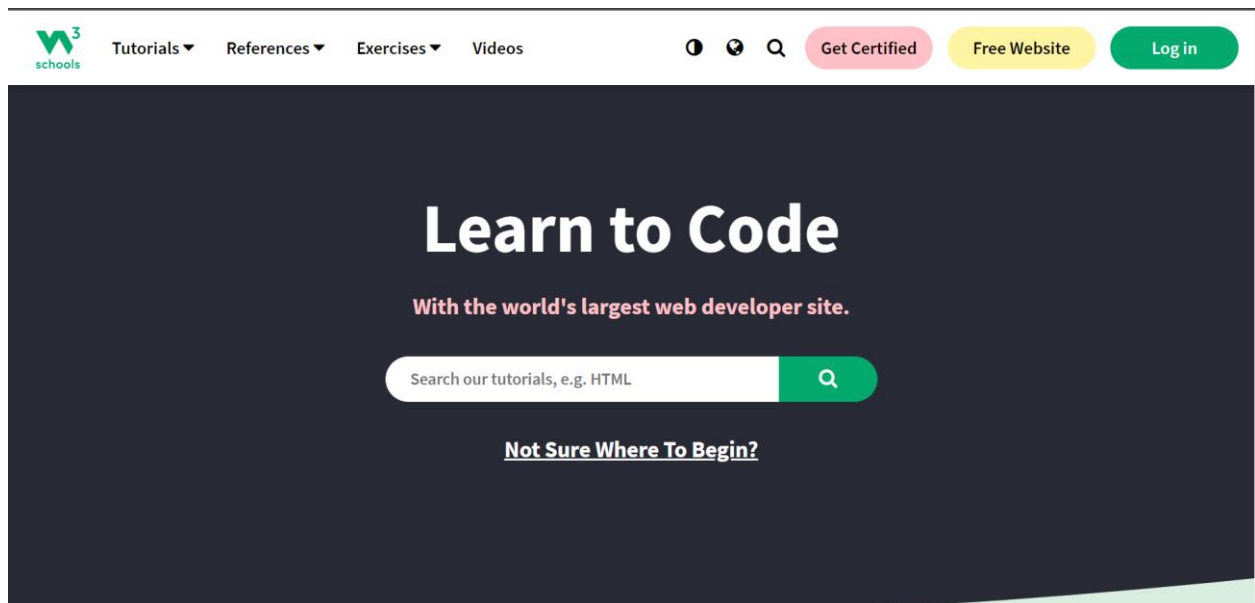 W3 schools
Tutorials References Exercises Videos Get Certified Free Website Log in
Learn to Code
With the world's largest web developer site.
Search our tutorials, e.g. HTML
Not Sure Where To Begin?